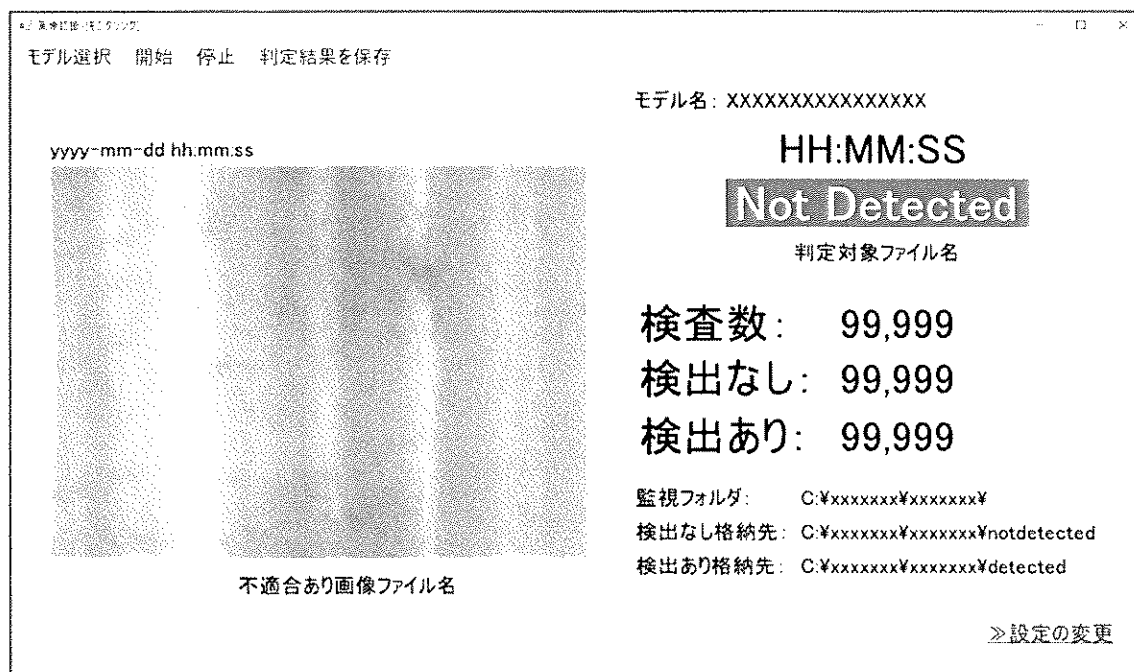 モデル選択 開始 停止 判定結果を保存
モデル名: XXXXXXXXXXXXXXXX
yyyy-mm-dd hh:mm:ss
HH:MM:SS
Not Detected
判定対象ファイル名
検査数: 99,999
検出なし: 99,999
検出あり: 99,999
監視フォルダ: C:¥xxxxxxx¥xxxxxxx¥
検出なし格納先: C:¥xxxxxxx¥xxxxxxx¥notdetected
検出あり格納先: C:¥xxxxxxx¥xxxxxxx¥detected
不適合あり画像ファイル名
≫設定の変更